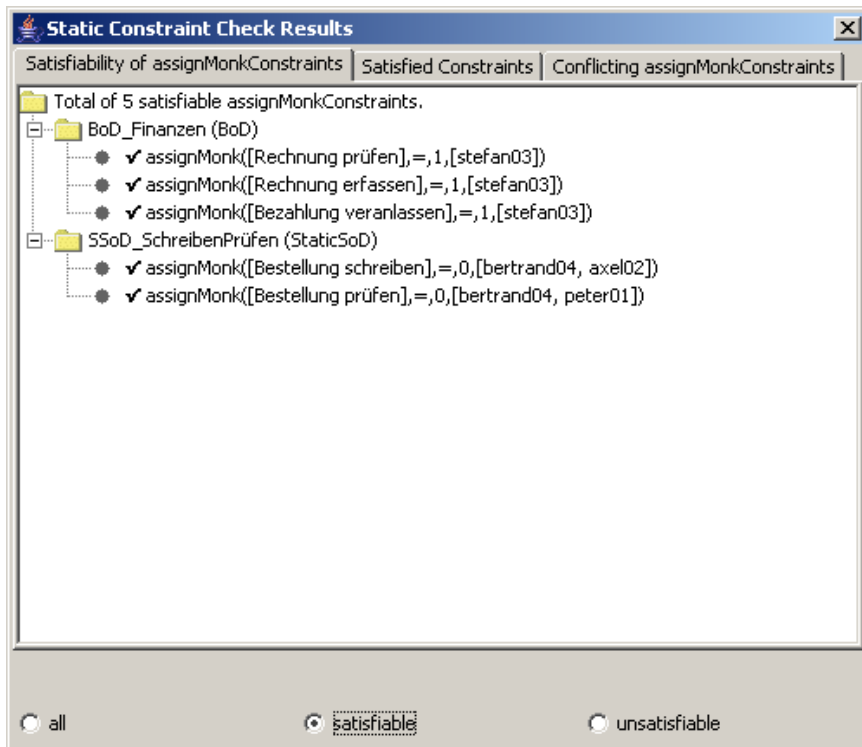 Static Constraint Check Results
Satisfiability of assignMonkConstraints
Satisfied Constraints
Conflicting assignMonkConstraints
Total of 5 satisfiable assignMonkConstraints.
BoD_Finanzen (BoD)
assignMonk([Rechnung prüfen],=,1,[stefan03])
assignMonk([Rechnung erfassen],=,1,[stefan03])
assignMonk([Bezahlung veranlassen],=,1,[stefan03])
SSoD_SchreibenPrüfen (StaticSoD)
assignMonk([Bestellung schreiben],=,0,[bertrand04, axel02])
assignMonk([Bestellung prüfen],=,0,[bertrand04, peter01])
all
satisfiable
unsatisfiable